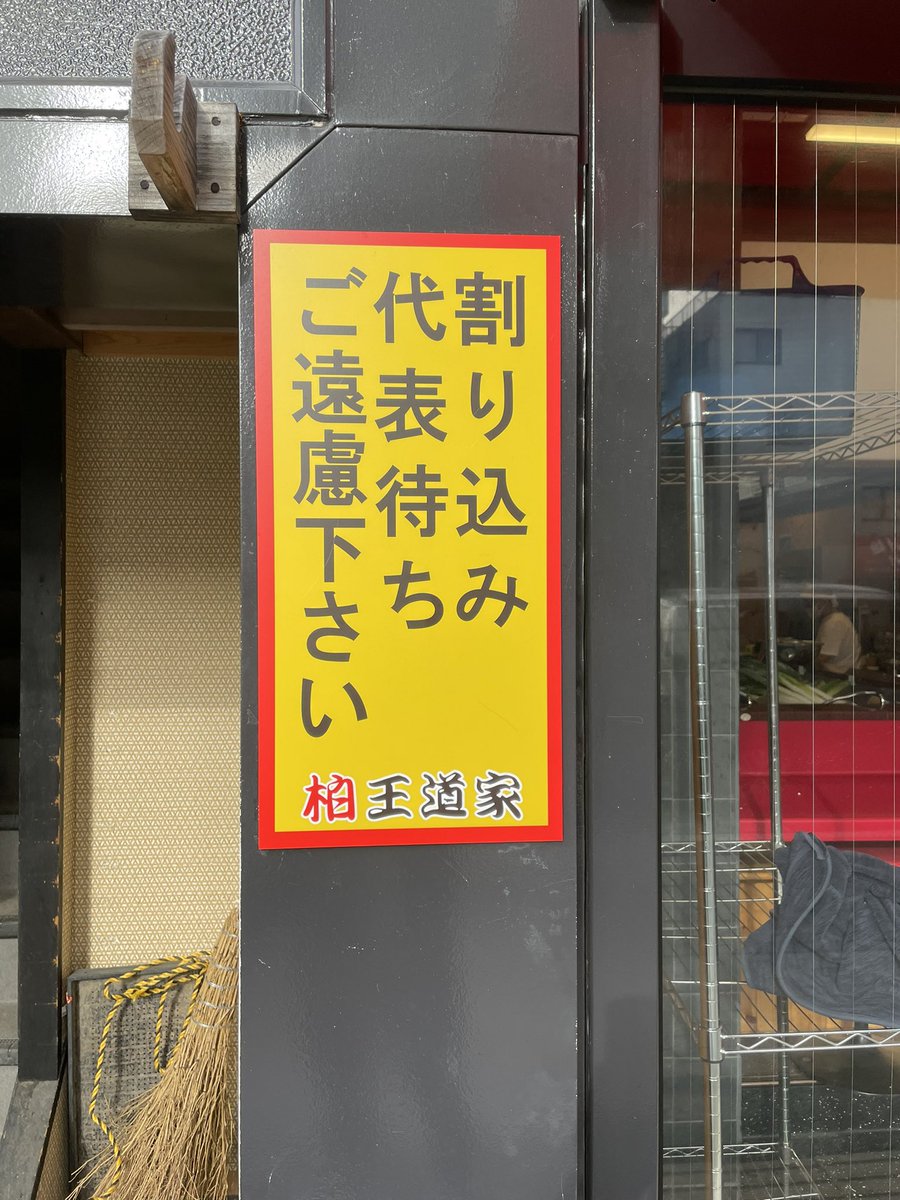 割り込み
代表待ち
ご遠慮下さい
柏王道家